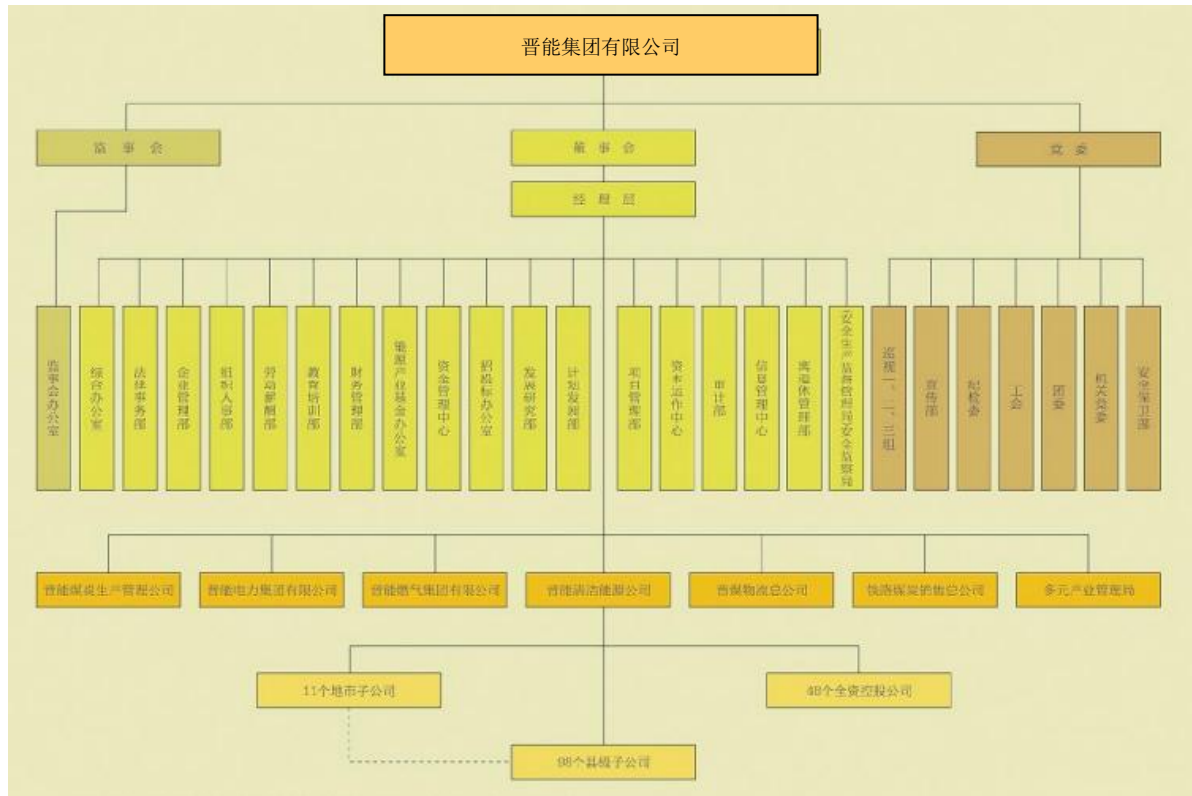 晋能集团有限公司
监事会
董事会
党委
经理层
监事会办公室
综合办公室
法律事务部
企业管理部
组织人事部
劳动薪酬部
教育培训部
财务管理部
能源产业基金办公室
资金管理中心
招投标办公室
发展研究部
计划发展部
项目管理部
资本运作中心
审计部
信息管理中心
离退休管理部
安全生产监督管理局(安全监察局)
巡视一、二、三组
宣传部
纪检委
工会
团委
机关党委
安全保卫部
晋能煤炭生产管理公司
晋能电力集团有限公司
晋能燃气集团有限公司
晋能清洁能源公司
晋煤物流总公司
铁路煤炭销售总公司
多元产业管理局
11个地市子公司
48个全资控股公司
98个县级子公司